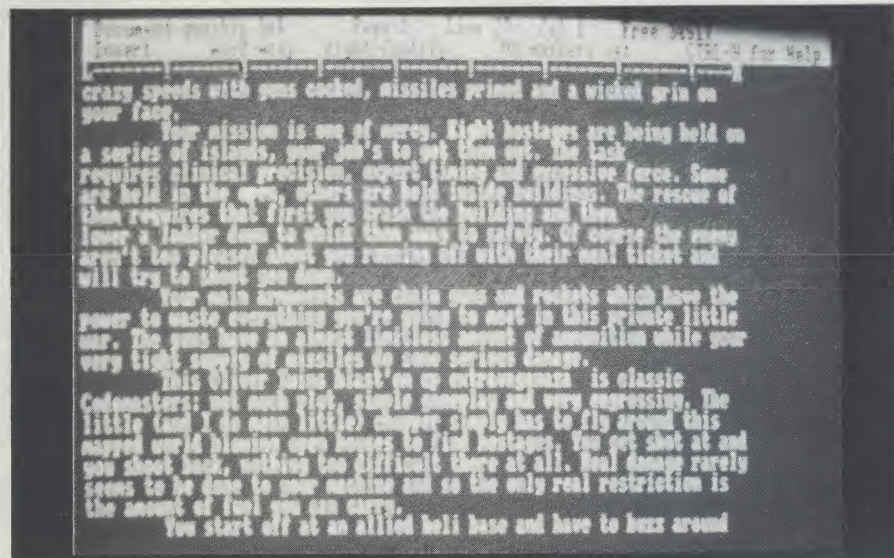 Insert CTRL-H for Help
crazy speeds with guns cocked, missiles primed and a wicked grin on
your face.
Your mission is one of mercy. Eight hostages are being held on
a series of islands, your job's to get them out. The task
requires clinical precision, expert timing and excessive force. Some
are held in the open, others are held inside buildings. The rescue of
them requires that first you trash the building and then
lower a ladder down to whisk them away to safety. Of course the enemy
aren't too pleased about you running off with their meal ticket and
will try to shoot you down.
Your main armaments are chain guns and rockets which have the
power to waste everything you're going to meet in this private little
war. The guns have an almost limitless amount of ammunition while your
very tight supply of missiles do some serious damage.
This Oliver Twins blast em up extravaganza is classic
Codemasters: simple gameplay and very engrossing. The
little (and I do mean little) chopper simply has to fly around this
mapped world blowing open houses to find hostages. You get shot at and
you shoot back, nothing too difficult there at all. Real damage rarely
seems to be done to your machine and so the only real restriction is
the amount of fuel you can carry.
You start off at an allied heli base and have to buzz around